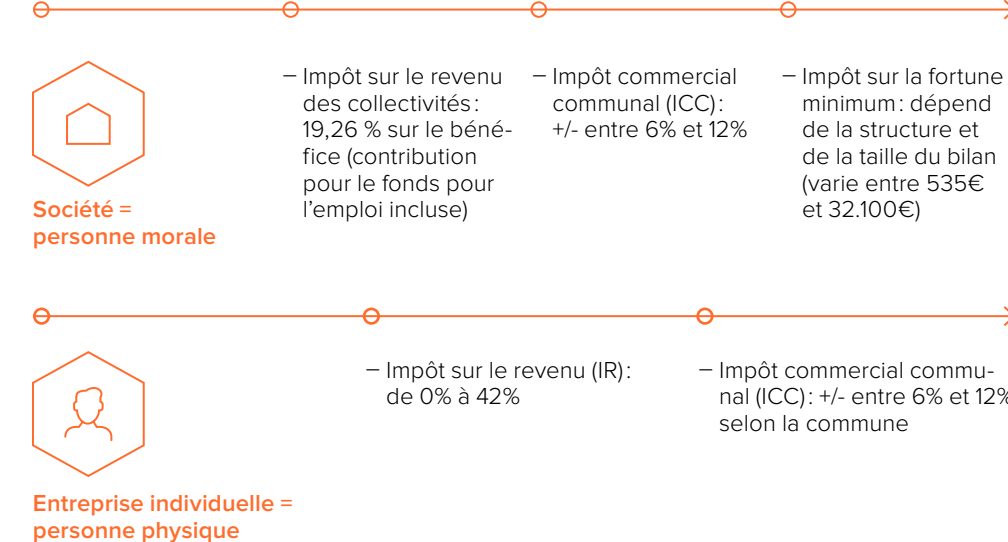 Société =
personne morale
– Impôt sur le revenu
des collectivités :
19,26 % sur le béné-
fice (contribution
pour le fonds pour
l’emploi incluse)
– Impôt commercial
communal (ICC) :
+/- entre 6% et 12%
– Impôt sur la fortune
minimum : dépend
de la structure et
de la taille du bilan
(varie entre 535€
et 32.100€)
Entreprise individuelle =
personne physique
– Impôt sur le revenu (IR) :
de 0% à 42%
– Impôt commercial commu-
nal (ICC) : +/- entre 6% et 12%
selon la commune